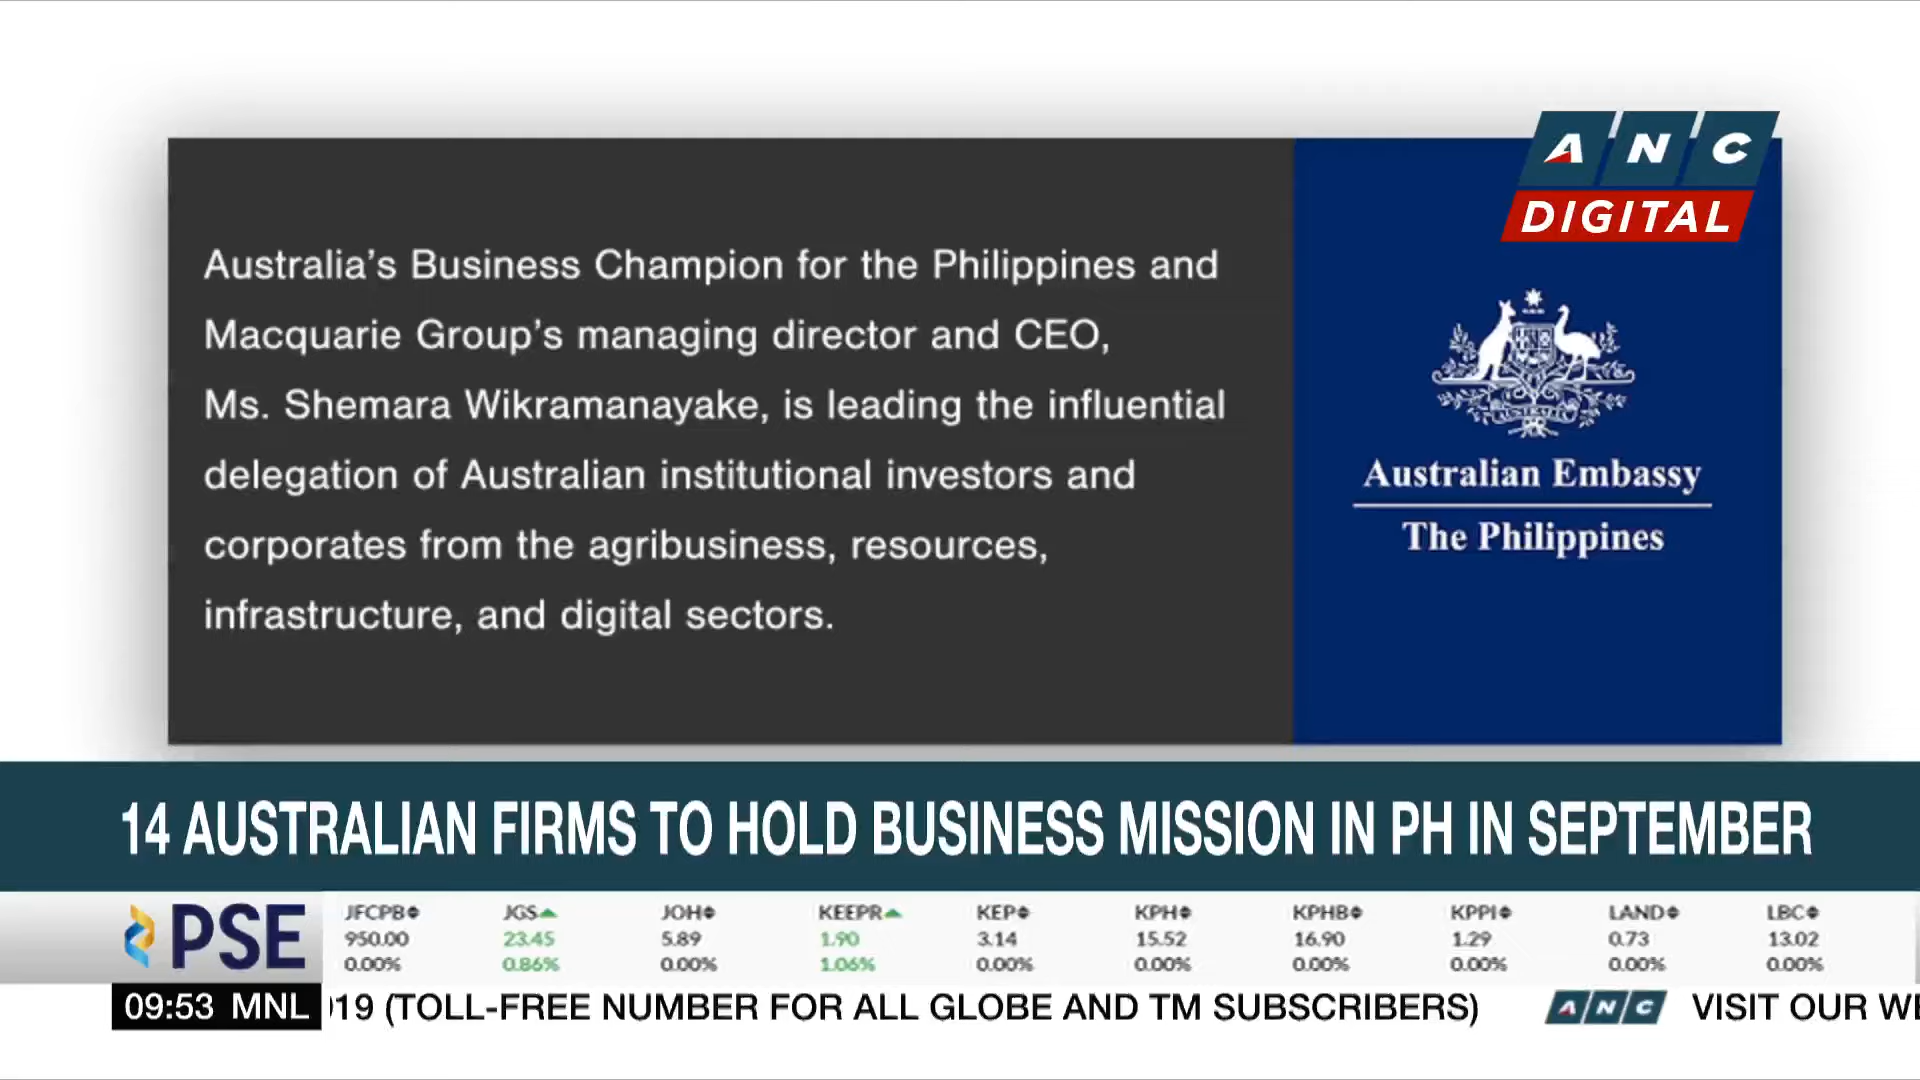 ANC
DIGITAL
Australia's Business Champion for the Philippines and
Macquarie Group's managing director and CEO,
Ms. Shemara Wikramanayake, is leading the influential
delegation of Australian institutional investors and
corporates from the agribusiness, resources,
infrastructure, and digital sectors.
AUSTRALIA
Australian Embassy
The Philippines
14 AUSTRALIAN FIRMS TO HOLD BUSINESS MISSION IN PH IN SEPTEMBER
PSE
JFCPB JGS JOH KEEPR KEP KPH KPHB KPPI LAND LBC
950.00 23.45 5.89 1.90 3.14 15.52 16.90 1.29 0.73 13.02
0.00% 0.86% 0.00% 1.06% 0.00% 0.00% 0.00% 0.00% 0.00% 0.00%
09:53 MNL 19 (TOLL-FREE NUMBER FOR ALL GLOBE AND TM SUBSCRIBERS) ANC VISIT OUR WE